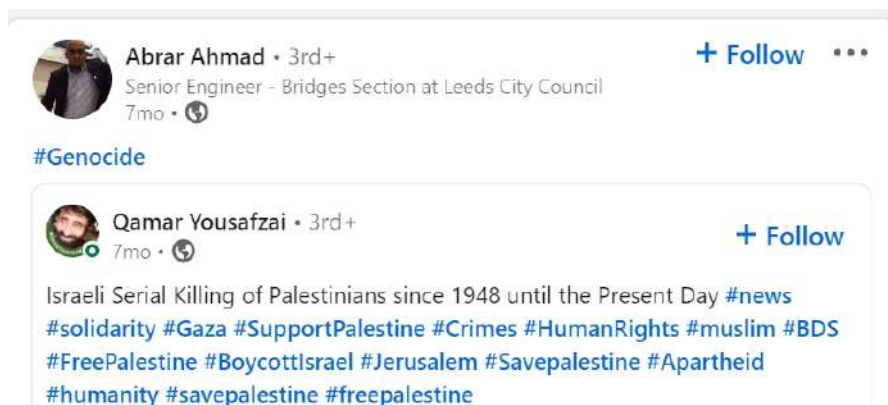 Abrar Ahmad • 3rd+
+ Follow •••
Senior Engineer - Bridges Section at Leeds City Council
7mo •
#Genocide
Qamar Yousafzai • 3rd+
+ Follow
7mo •
Israeli Serial Killing of Palestinians since 1948 until the Present Day #news
#solidarity #Gaza #SupportPalestine #Crimes #HumanRights #muslim #BDS
#FreePalestine #BoycottIsrael #Jerusalem #Savepalestine #Apartheid
#humanity #savepalestine #freepalestine